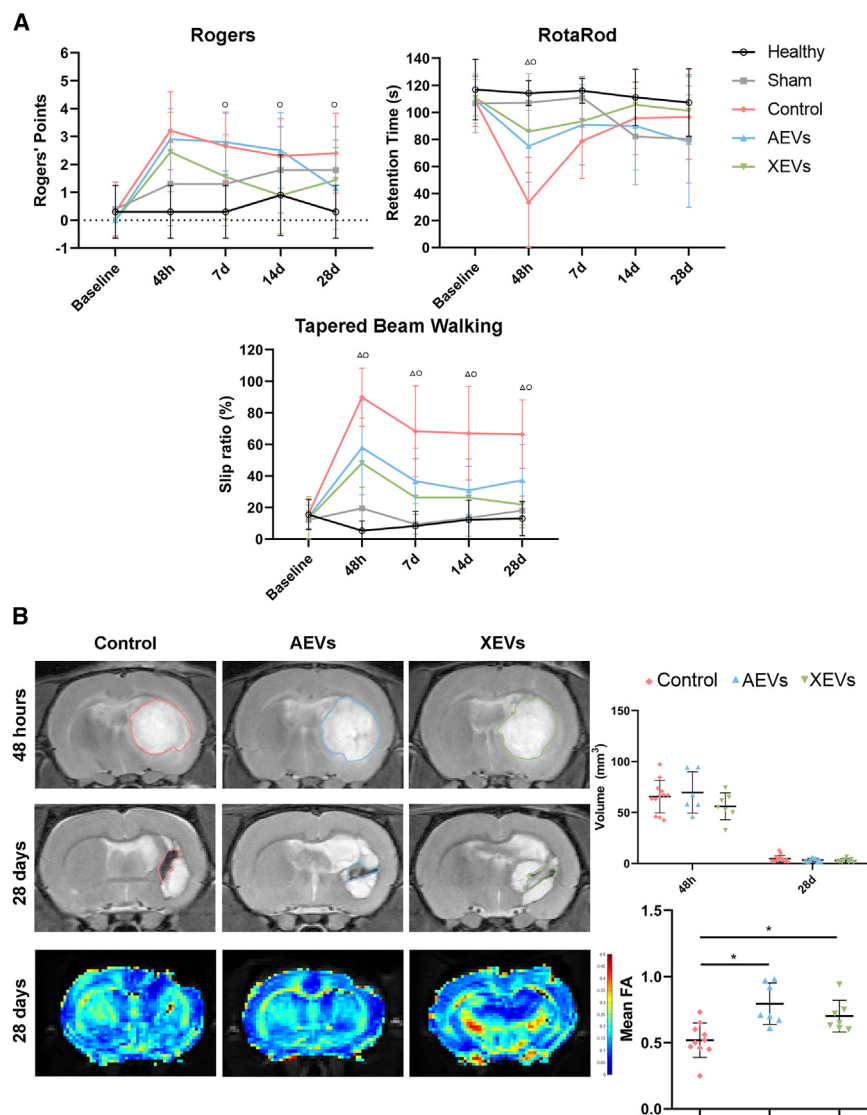 A
Rogers
Rogers' Points
6
5
4
3
2
1
0
-1
Baseline
48h
7d
14d
28d
RotaRod
Retention Time (s)
140
120
100
80
60
40
20
0
Baseline
48h
7d
14d
28d
Healthy
Sham
Control
AEVs
XEVs
Tapered Beam Walking
Slip ratio (%)
120
100
80
60
40
20
0
Baseline
48h
7d
14d
28d
B
Control
AEVs
XEVs
48 hours
28 days
28 days
Control
AEVs
XEVs
Volume (mm³)
150
100
50
0
48h
28d
Mean FA
1.5
1.0
0.5
0.0
*
*